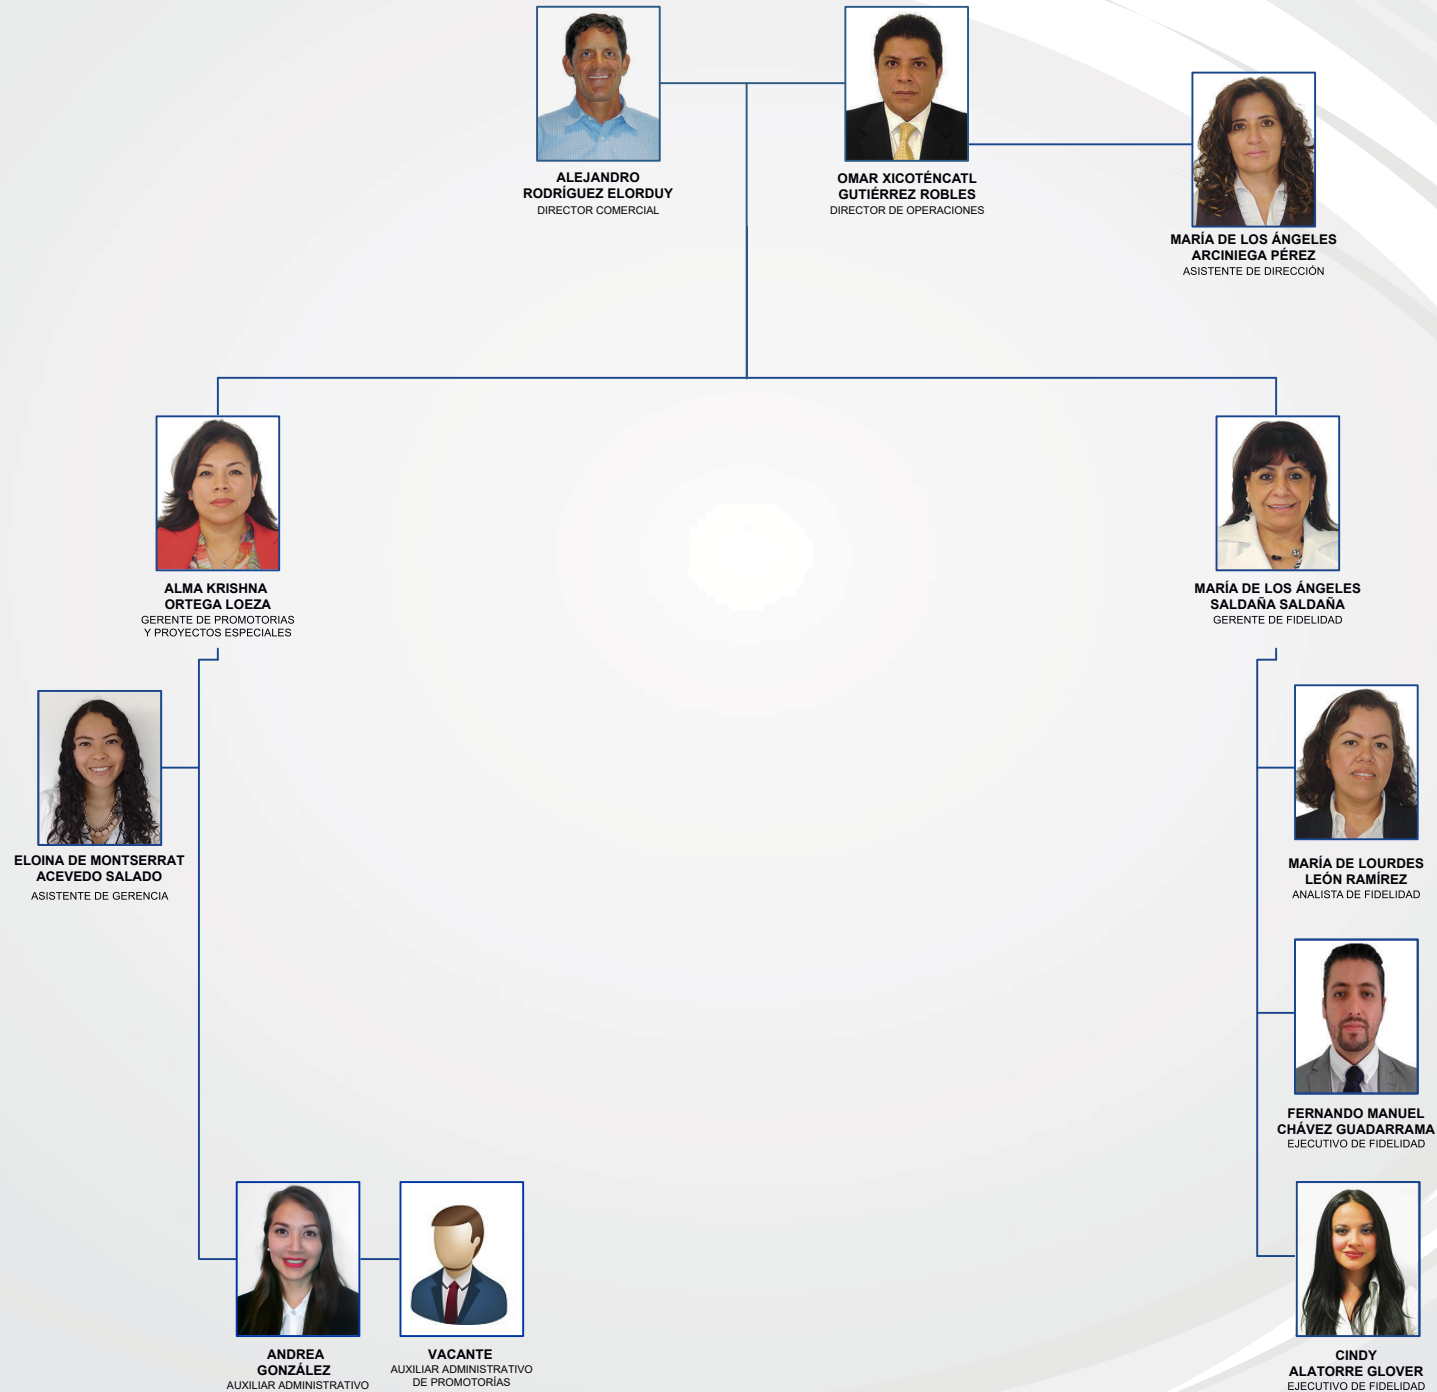 ALEJANDRO
RODRÍGUEZ ELORDUY
DIRECTOR COMERCIAL
OMAR XICOTÉNCATL
GUTIÉRREZ ROBLES
DIRECTOR DE OPERACIONES
MARÍA DE LOS ÁNGELES
ARCINIEGA PÉREZ
ASISTENTE DE DIRECCIÓN
ALMA KRISHNA
ORTEGA LOEZA
GERENTE DE PROMOTORIAS
Y PROYECTOS ESPECIALES
MARÍA DE LOS ÁNGELES
SALDAÑA SALDAÑA
GERENTE DE FIDELIDAD
ELOINA DE MONTSERRAT
ACEVEDO SALADO
ASISTENTE DE GERENCIA
MARÍA DE LOURDES
LEÓN RAMÍREZ
ANALISTA DE FIDELIDAD
FERNANDO MANUEL
CHÁVEZ GUADARRAMA
EJECUTIVO DE FIDELIDAD
ANDREA
GONZÁLEZ
AUXILIAR ADMINISTRATIVO
VACANTE
AUXILIAR ADMINISTRATIVO
DE PROMOTORÍAS
CINDY
ALATORRE GLOVER
EJECUTIVO DE FIDELIDAD